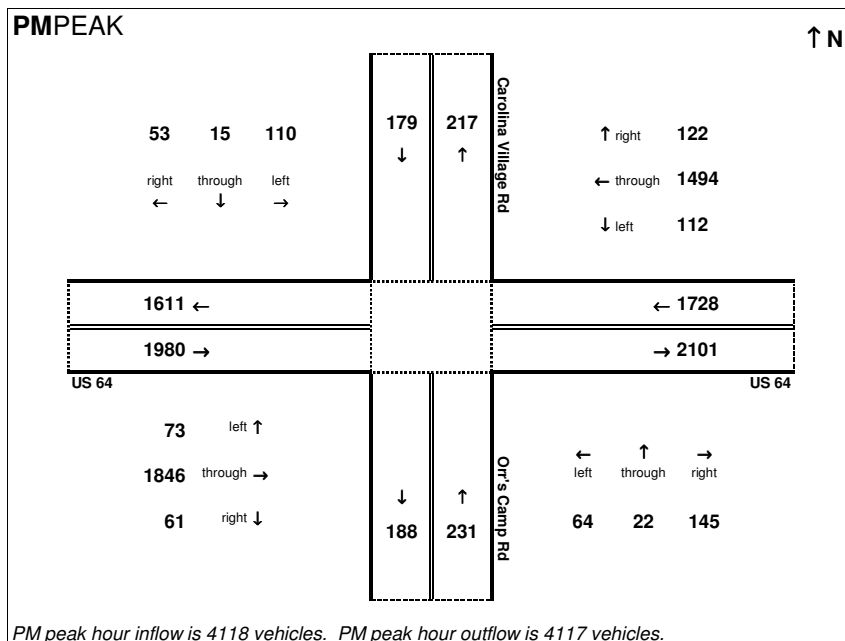 PMPEAK
↑ N
53 15 110
right through left
← ↓ →
179 217
↓ ↑
Carolina Village Rd
↑ right 122
← through 1494
↓ left 112
1611 ←
← 1728
1980 →
→ 2101
US 64
US 64
73 left ↑
1846 through →
61 right ↓
↓ ↑
188 231
Orr's Camp Rd
← ↑ →
left through right
64 22 145
PM peak hour inflow is 4118 vehicles. PM peak hour outflow is 4117 vehicles.